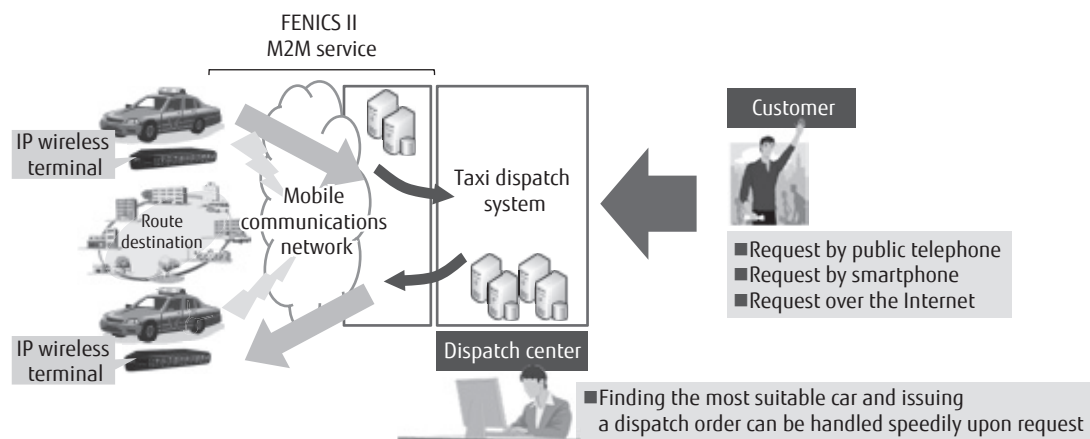 FENICS II
M2M service
IP wireless
terminal
Route
destination
Mobile
communications
network
IP wireless
terminal
Taxi dispatch
system
Dispatch center
Customer
■Request by public telephone
■Request by smartphone
■Request over the Internet
■Finding the most suitable car and issuing
a dispatch order can be handled speedily upon request